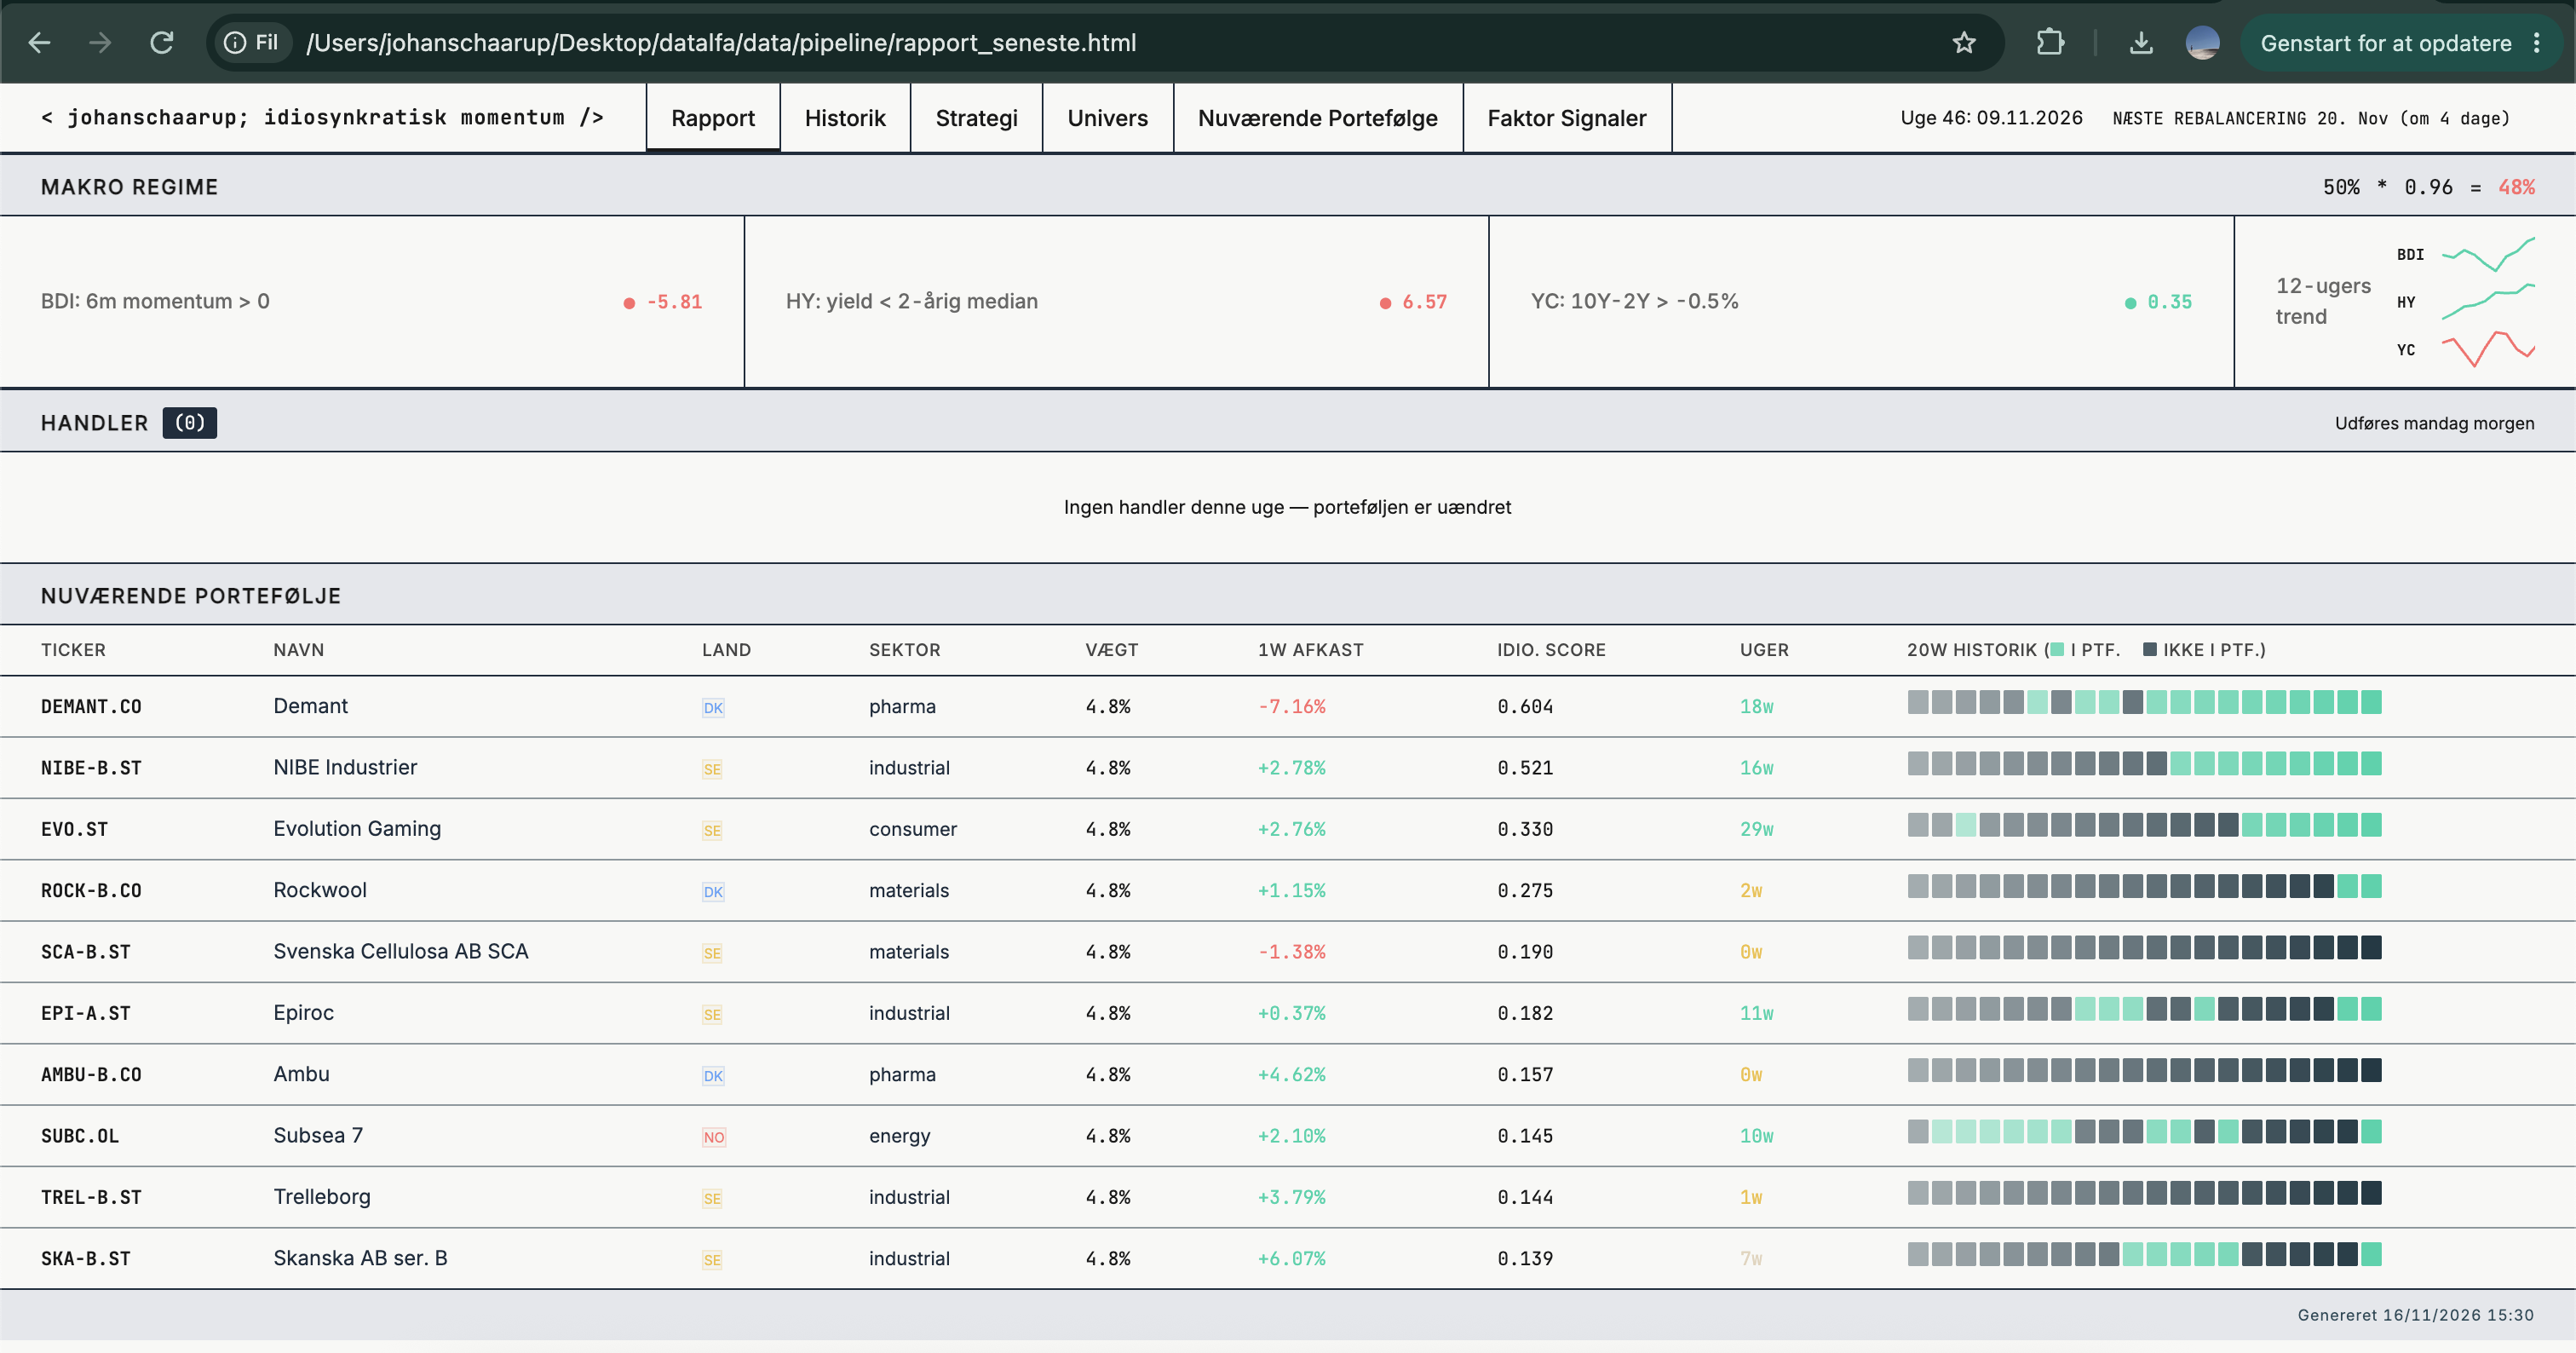 Fil /Users/johanschaarup/Desktop/datalfa/data/pipeline/rapport_seneste.html Genstart for at opdatere
< johanschaarup; idiosynkratisk momentum /> Rapport Historik Strategi Univers Nuværende Portefølge Faktor Signaler Uge 46: 09.11.2026 NÆSTE REBALANCERING 20. Nov (om 4 dage)
MAKRO REGIME 50% * 0.96 = 48%
BDI: 6m momentum > 0 -5.81 HY: yield < 2-årig median 6.57 YC: 10Y-2Y > -0.5% 0.35
12-ugers
trend
BDI
HY
YC
HANDLER (0) Udføres mandag morgen
Ingen handler denne uge — porteføljen er uændret
NUVÆRENDE PORTEFØLJE
TICKER NAVN LAND SEKTOR VÆGT 1W AFKAST IDIO. SCORE UGER 20W HISTORIK ( I PTF. IKKE I PTF.)
DEMANT.CO Demant DK pharma 4.8% -7.16% 0.604 18w
NIBE-B.ST NIBE Industrier SE industrial 4.8% +2.78% 0.521 16w
EVO.ST Evolution Gaming SE consumer 4.8% +2.76% 0.330 29w
ROCK-B.CO Rockwool DK materials 4.8% +1.15% 0.275 2w
SCA-B.ST Svenska Cellulosa AB SCA SE materials 4.8% -1.38% 0.190 0w
EPI-A.ST Epiroc SE industrial 4.8% +0.37% 0.182 11w
AMBU-B.CO Ambu DK pharma 4.8% +4.62% 0.157 0w
SUBC.OL Subsea 7 NO energy 4.8% +2.10% 0.145 10w
TREL-B.ST Trelleborg SE industrial 4.8% +3.79% 0.144 1w
SKA-B.ST Skanska AB ser. B SE industrial 4.8% +6.07% 0.139 7w
Genereret 16/11/2026 15:30